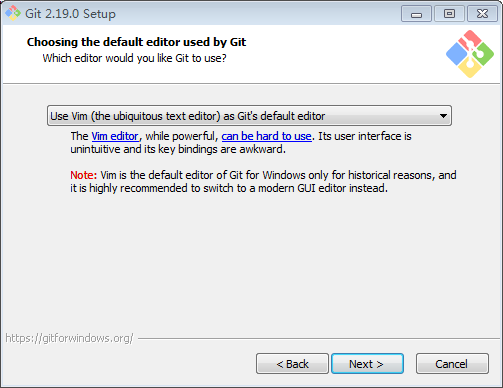 Git 2.19.0 Setup
Choosing the default editor used by Git
Which editor would you like Git to use?
Use Vim (the ubiquitous text editor) as Git's default editor
The Vim editor, while powerful, can be hard to use. Its user interface is
unintuitive and its key bindings are awkward.
Note: Vim is the default editor of Git for Windows only for historical reasons, and
it is highly recommended to switch to a modern GUI editor instead.
https://gitforwindows.org/
< Back
Next >
Cancel